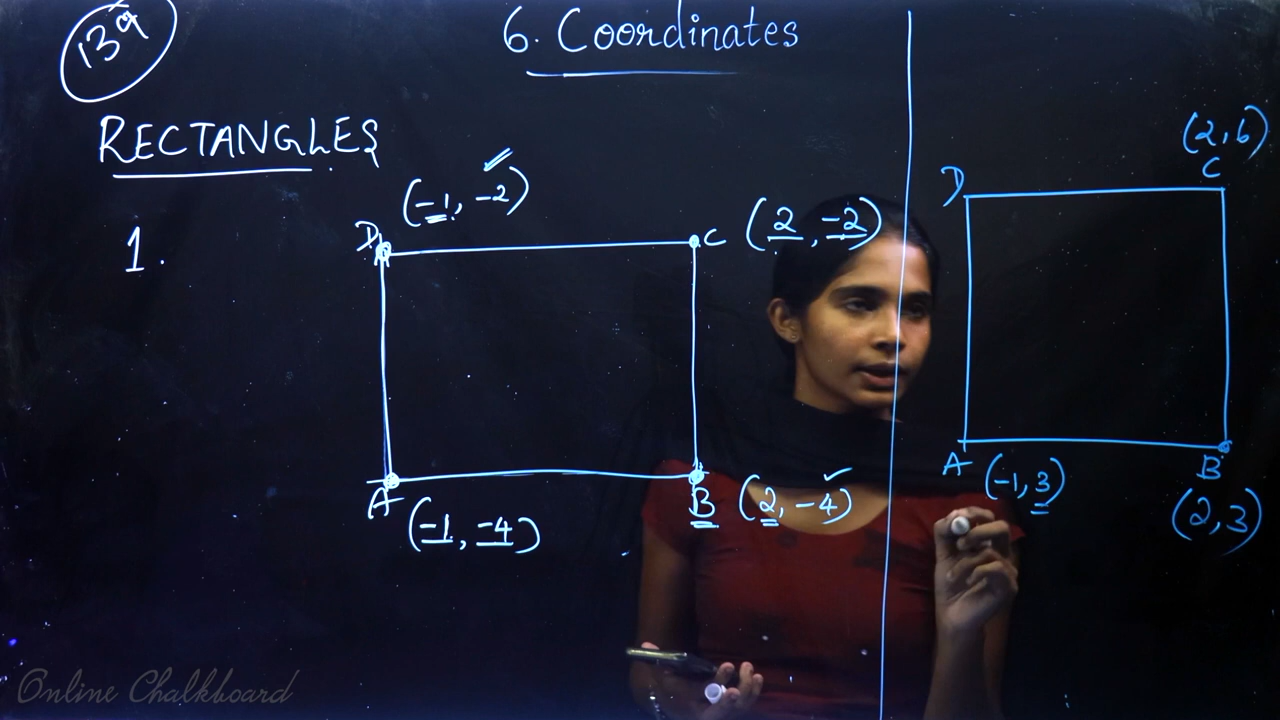 139
6. Coordinates
RECTANGLES
1.
(-1, -2)
D
C (2, -2)
A
(-1, -4)
B (2, -4)
(2, 6)
D
C
A (-1, 3)
B
(2, 3)
Online Chalkboard